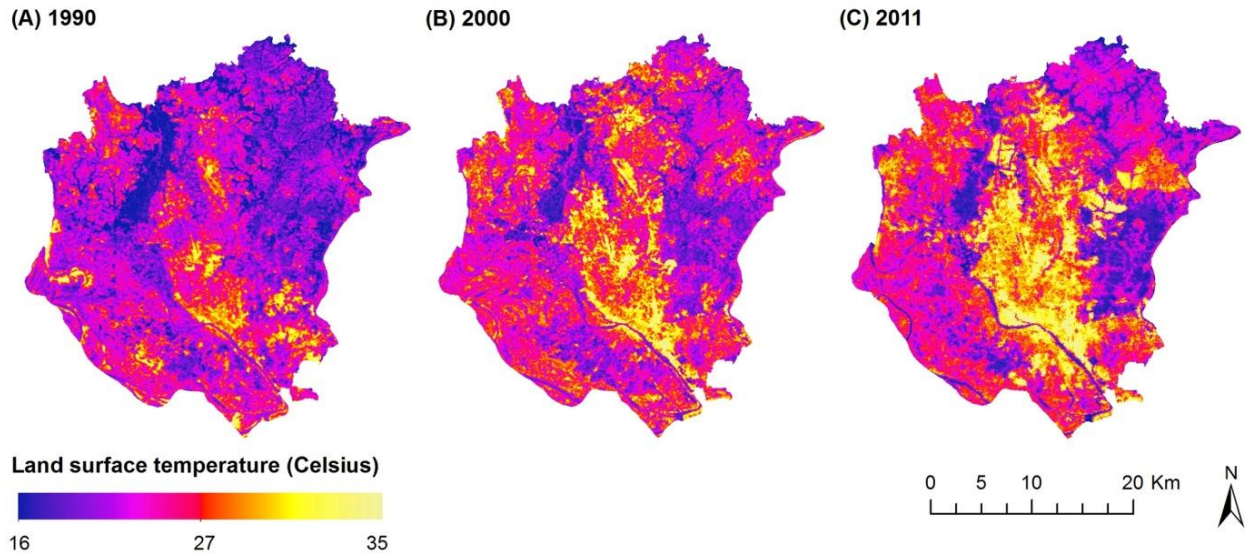 (A) 1990
(B) 2000
(C) 2011
Land surface temperature (Celsius)
16 27 35
0 5 10 20 Km
N